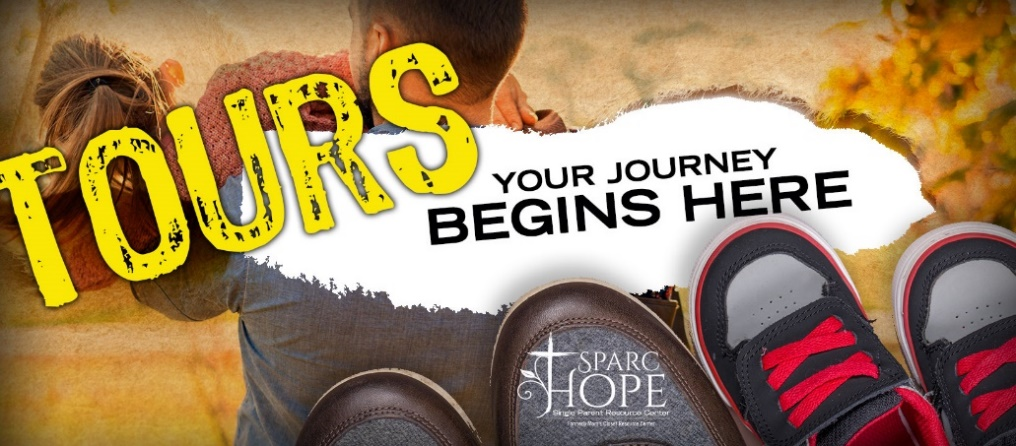 TOURS
YOUR JOURNEY
BEGINS HERE
SPARC
HOPE
Single Parent Resource Center